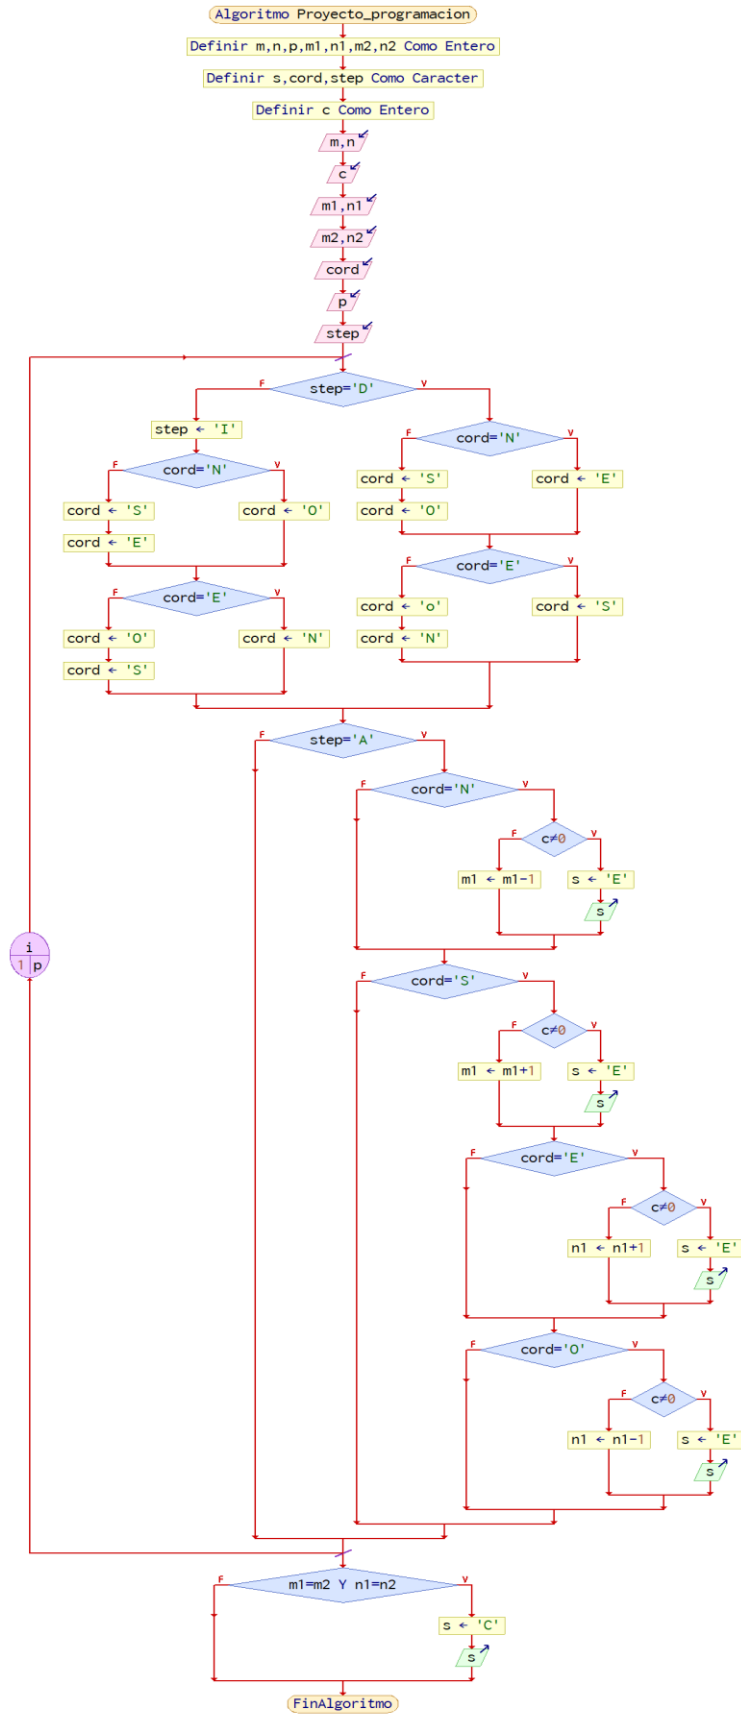 Algoritmo Proyecto_programacion
Definir m,n,p,m1,n1,m2,n2 Como Entero
Definir s,cord,step Como Caracter
Definir c Como Entero
m,n
c
m1,n1
m2,n2
cord
p
step
F step='D' V
step ← 'I'
F cord='N' V
cord ← 'S'
cord ← 'E'
cord ← 'O'
F cord='E' V
cord ← 'O'
cord ← 'S'
cord ← 'N'
F cord='N' V
cord ← 'S'
cord ← 'O'
cord ← 'E'
F cord='E' V
cord ← 'o'
cord ← 'N'
cord ← 'S'
F step='A' V
F cord='N' V
F c≠0 V
m1 ← m1-1
s ← 'E'
s
F cord='S' V
F c≠0 V
m1 ← m1+1
s ← 'E'
s
F cord='E' V
F c≠0 V
n1 ← n1+1
s ← 'E'
s
F cord='O' V
F c≠0 V
n1 ← n1-1
s ← 'E'
s
i
1 p
F m1=m2 Y n1=n2 V
s ← 'C'
s
FinAlgoritmo